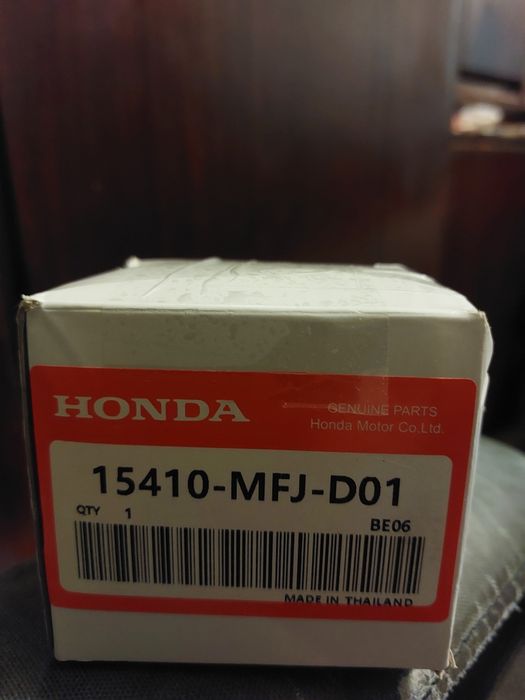 HONDA
GENUINE PARTS
Honda Motor Co.Ltd.
15410-MFJ-D01
QTY 1
BE06
MADE IN THAILAND